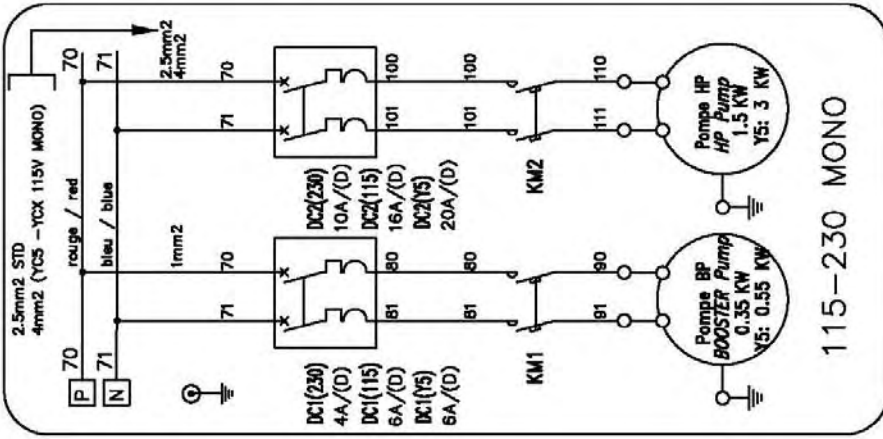 2.5mm2 STD
4mm2 (YC5 -YCX 115V MONO)
70
70
P
rouge / red
71
71
N
bleu / blue
2.5mm2
4mm2
1mm2
71
70
71
70
DC1(230)
4A/(D)
DC1(115)
6A/(D)
DC1(Y5)
6A/(D)
DC2(230)
10A/(D)
DC2(115)
16A/(D)
DC2(Y5)
20A/(D)
81
80
101
100
81
80
101
100
KM1
KM2
91
90
111
110
Pompe BP
BOOSTER Pump
0.35 KW
Y5: 0.55 KW
Pompe HP
HP Pump
1.5 KW
Y5: 3 KW
115-230 MONO